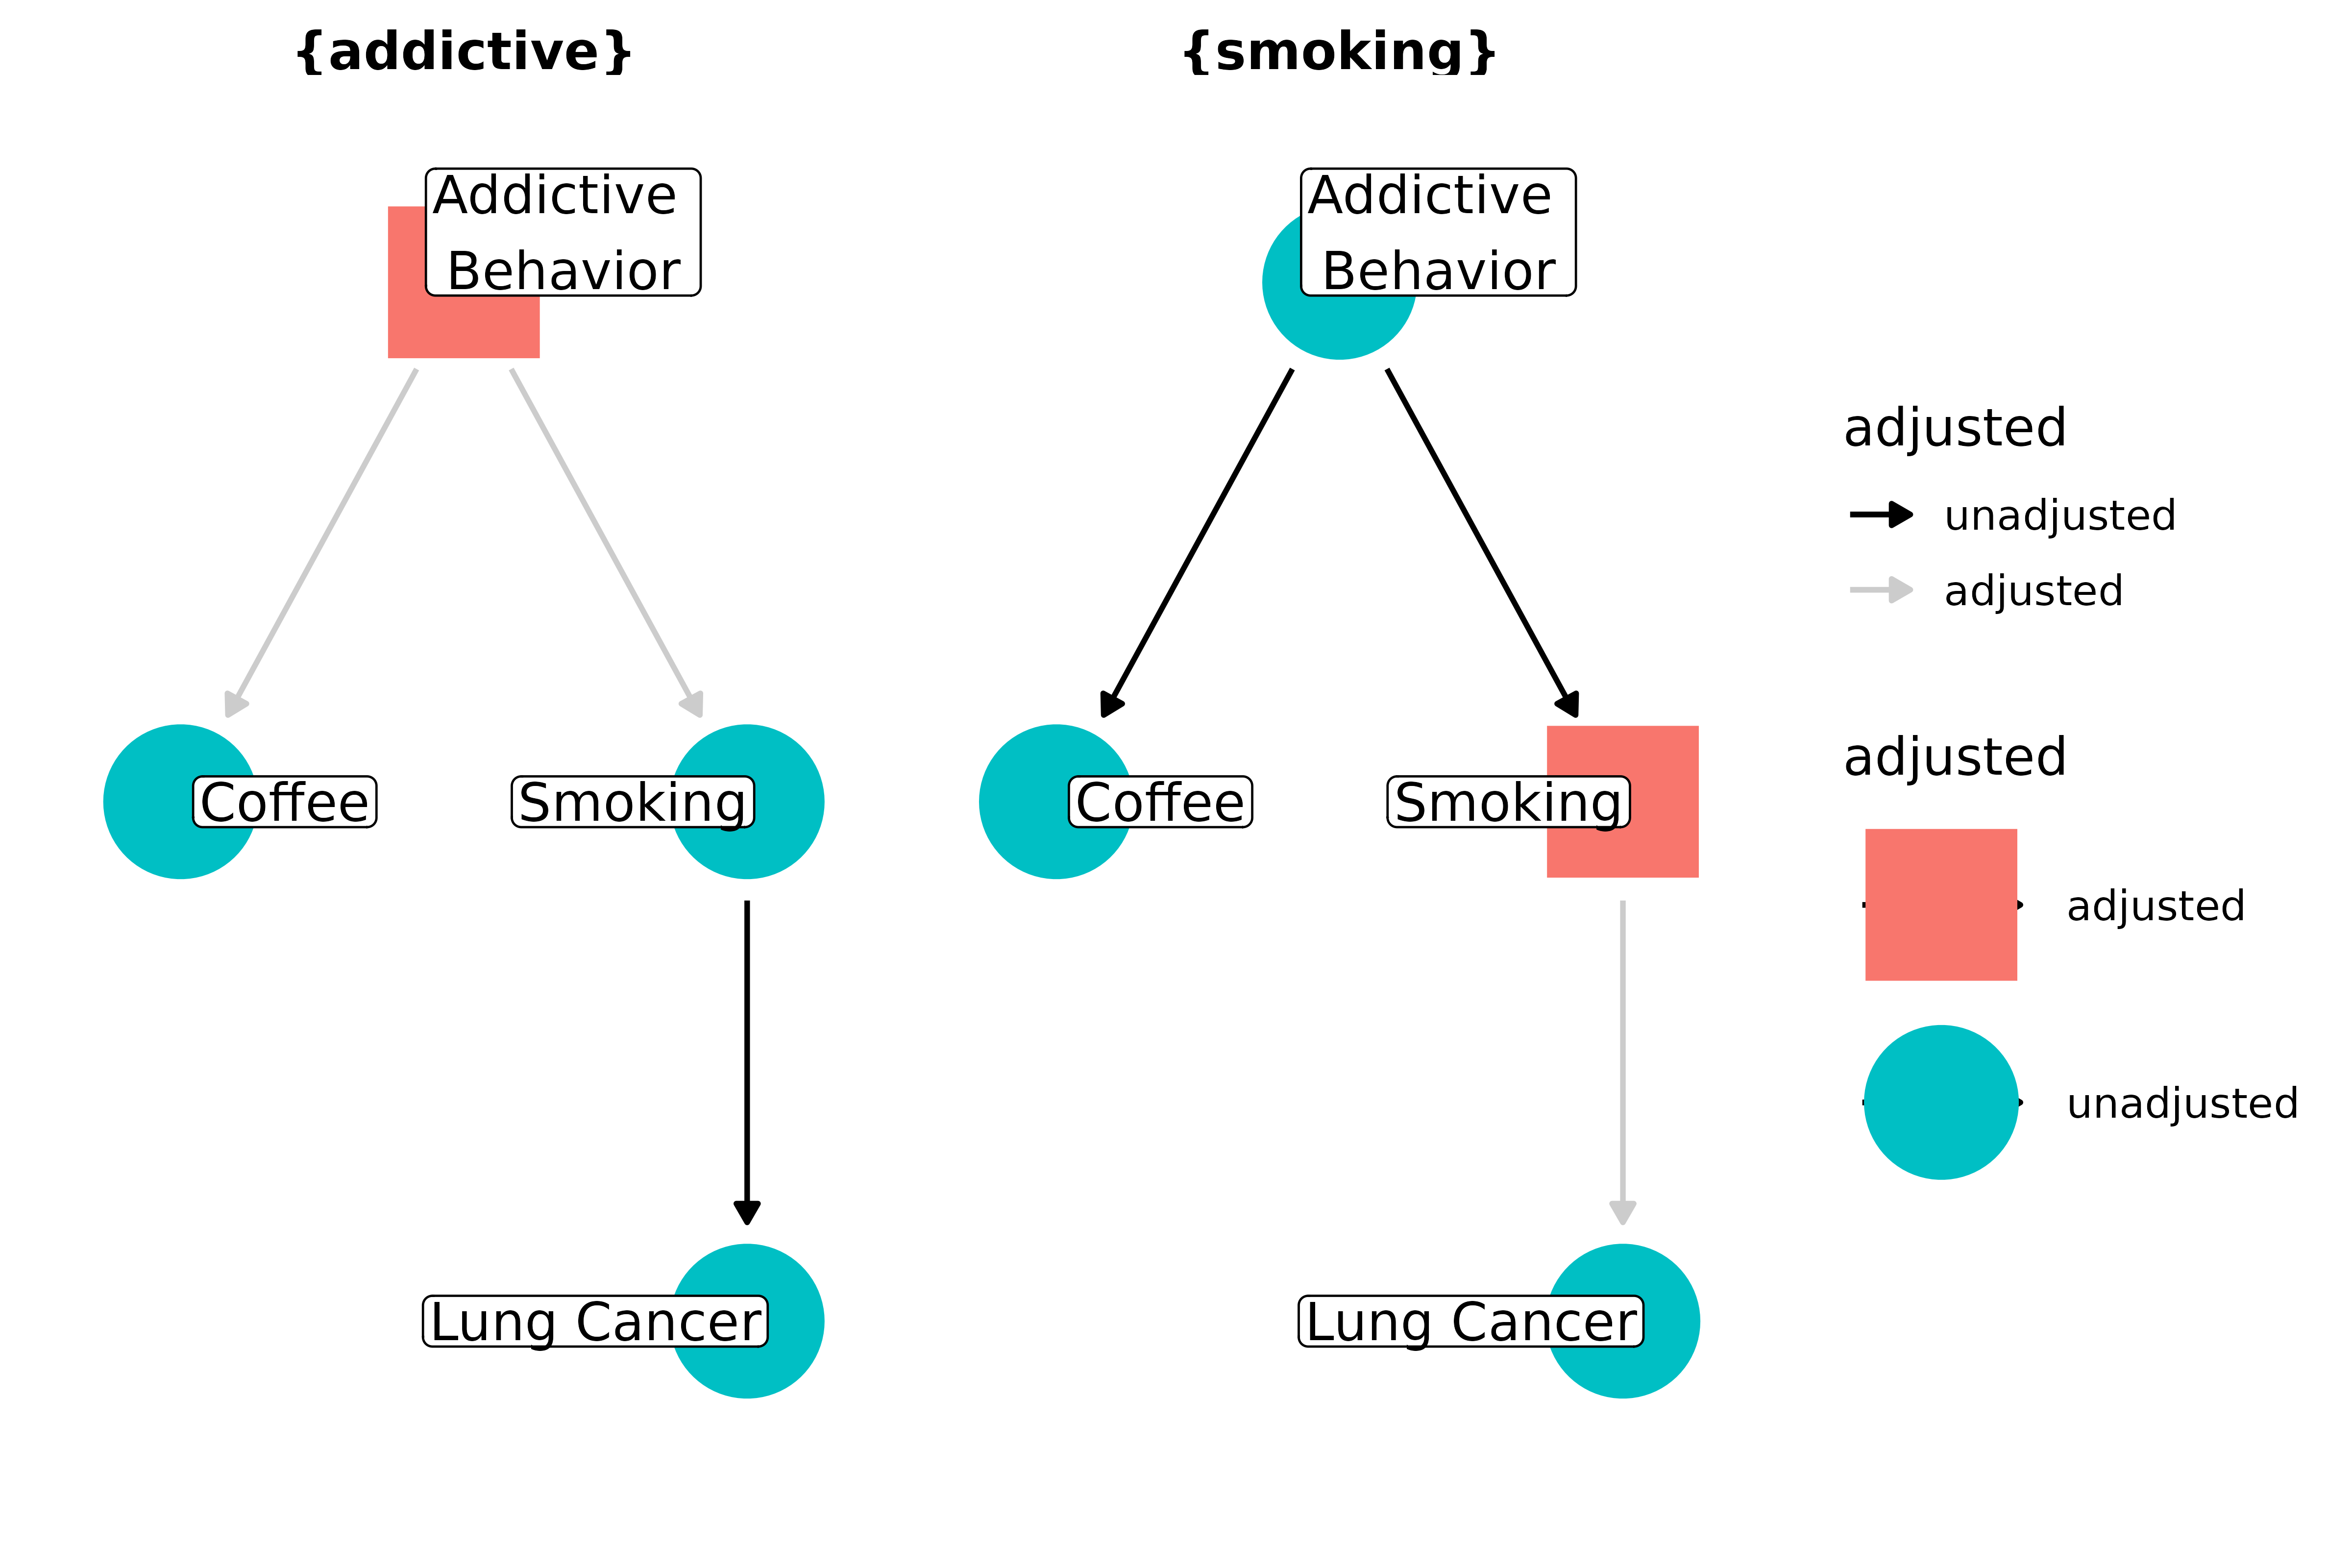 {addictive}
{smoking}
Addictive
Behavior
Addictive
Behavior
Coffee
Smoking
Coffee
Smoking
Lung Cancer
Lung Cancer
adjusted
unadjusted
adjusted
adjusted
adjusted
unadjusted